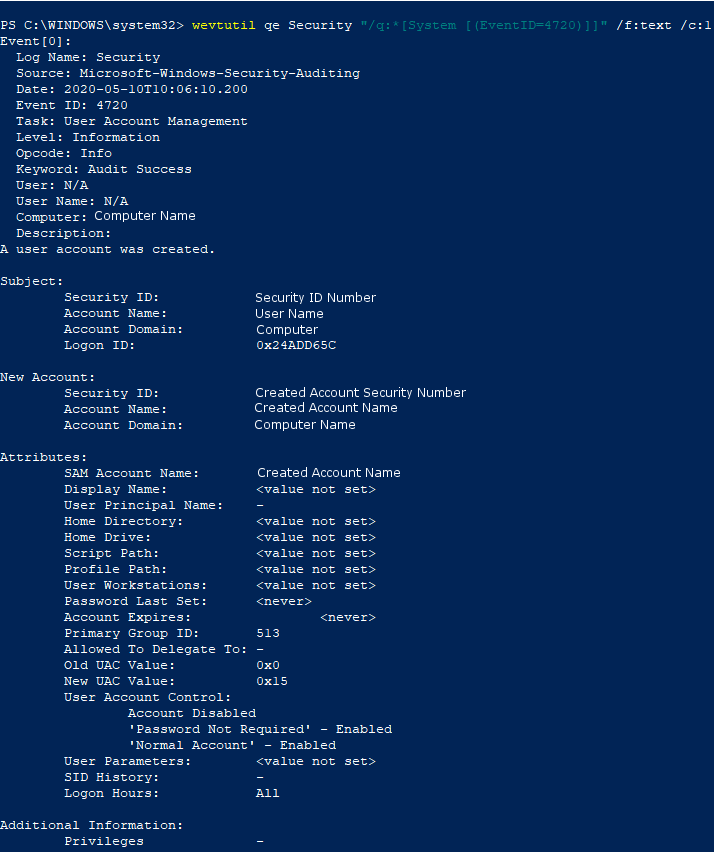 PS C:\WINDOWS\system32> wevtutil qe Security "/q:*[System [(EventID=4720)]]" /f:text /c:1
Event[0]:
Log Name: Security
Source: Microsoft-Windows-Security-Auditing
Date: 2020-05-10T10:06:10.200
Event ID: 4720
Task: User Account Management
Level: Information
Opcode: Info
Keyword: Audit Success
User: N/A
User Name: N/A
Computer: Computer Name
Description:
A user account was created.

Subject:
Security ID: Security ID Number
Account Name: User Name
Account Domain: Computer
Logon ID: 0x24ADD65C

New Account:
Security ID: Created Account Security Number
Account Name: Created Account Name
Account Domain: Computer Name

Attributes:
SAM Account Name: Created Account Name
Display Name: <value not set>
User Principal Name: -
Home Directory: <value not set>
Home Drive: <value not set>
Script Path: <value not set>
Profile Path: <value not set>
User Workstations: <value not set>
Password Last Set: <never>
Account Expires: <never>
Primary Group ID: 513
Allowed To Delegate To: -
Old UAC Value: 0x0
New UAC Value: 0x15
User Account Control:
Account Disabled
'Password Not Required' - Enabled
'Normal Account' - Enabled
User Parameters: <value not set>
SID History: -
Logon Hours: All

Additional Information:
Privileges -